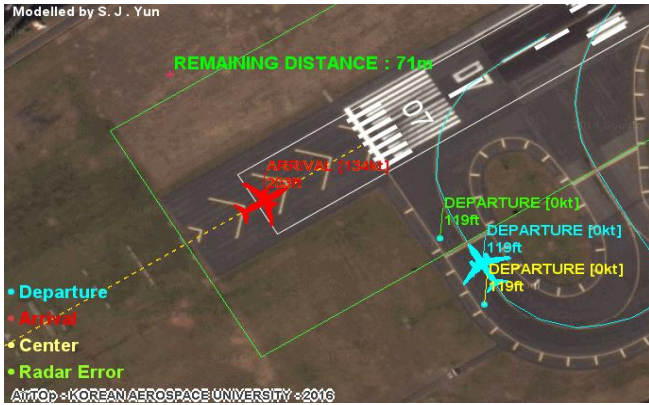 Modelled by S. J . Yun
REMAINING DISTANCE : 71m
07
07
ARRIVAL [134kt]
DEPARTURE [0kt]
119ft
DEPARTURE [0kt]
119ft
DEPARTURE [0kt]
119ft
• Departure
• Arrival
• Center
• Radar Error
AirTOp - KOREAN AEROSPACE UNIVERSITY - 2016